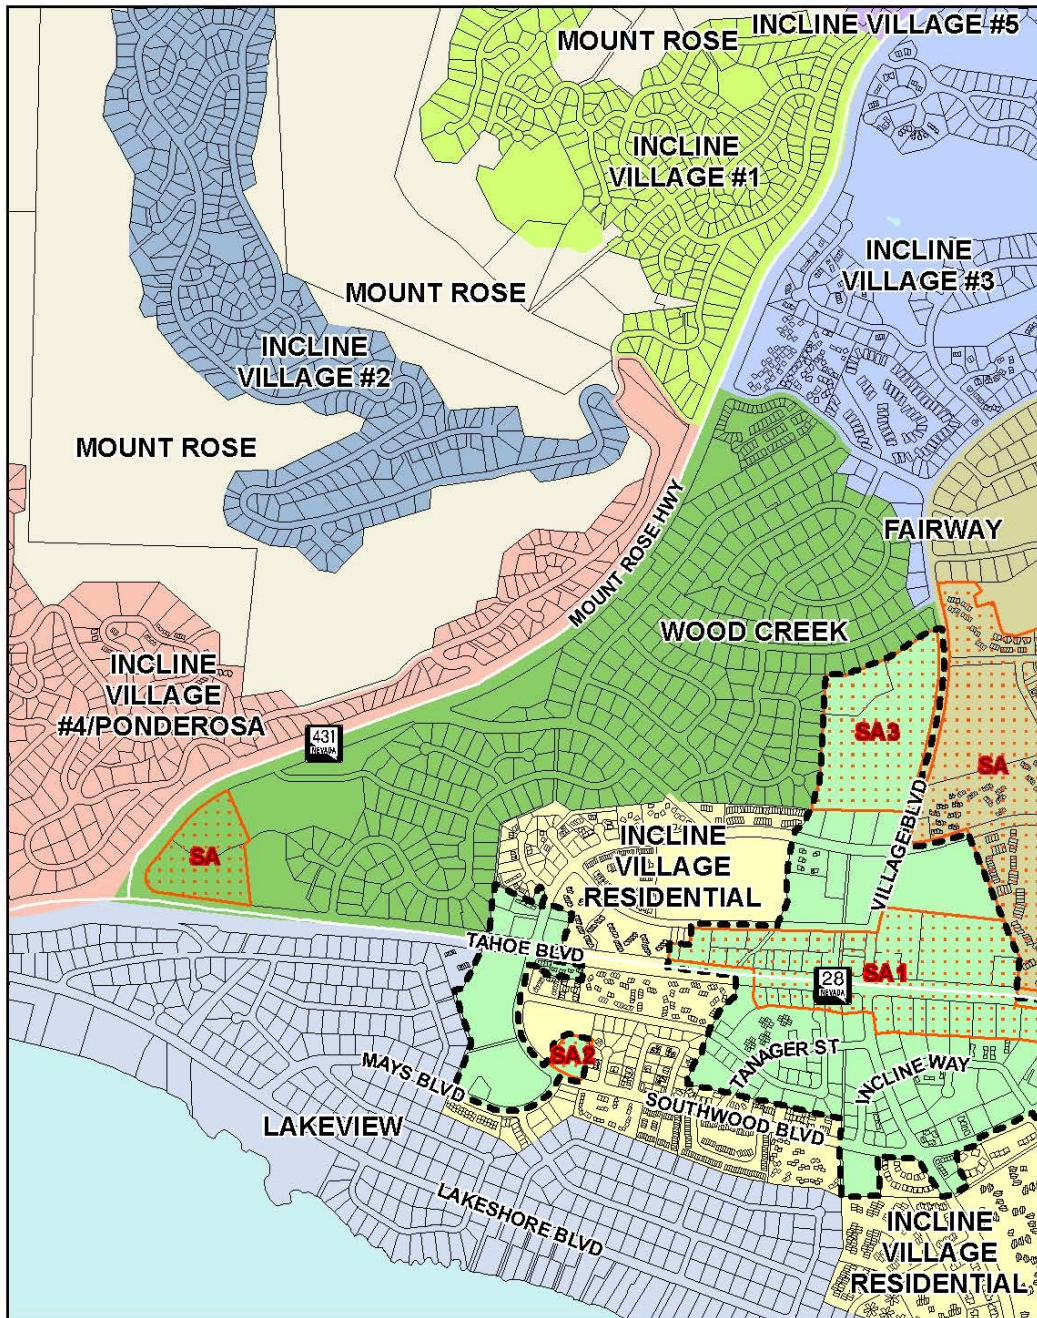 INCLINE VILLAGE #5
MOUNT ROSE
INCLINE
VILLAGE #1
INCLINE
VILLAGE #3
MOUNT ROSE
INCLINE
VILLAGE #2
MOUNT ROSE
MOUNT ROSE HWY
FAIRWAY
WOOD CREEK
INCLINE
VILLAGE
#4/PONDEROSA
431
NEVADA
SA3
SA
VILLAGE BLVD
SA
INCLINE
VILLAGE
RESIDENTIAL
TAHOE BLVD
SA1
28
NEVADA
SA2
TANAGER ST
INCLINE WAY
MAYS BLVD
SOUTHWOOD BLVD
LAKEVIEW
LAKESHORE BLVD
INCLINE
VILLAGE
RESIDENTIAL